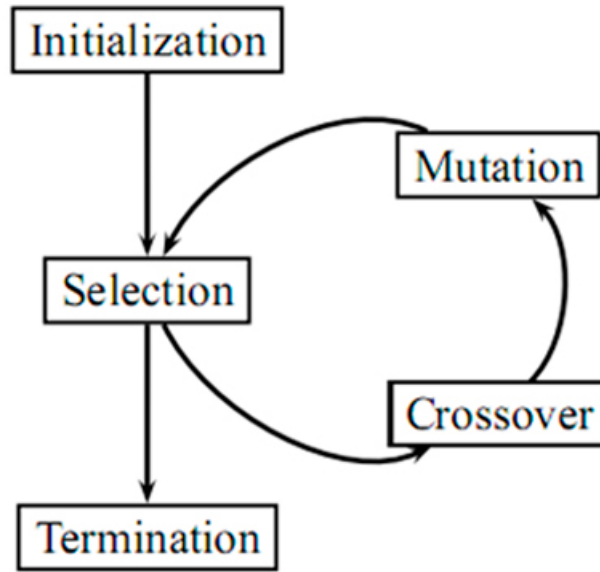 Initialization
Mutation
Selection
Crossover
Termination